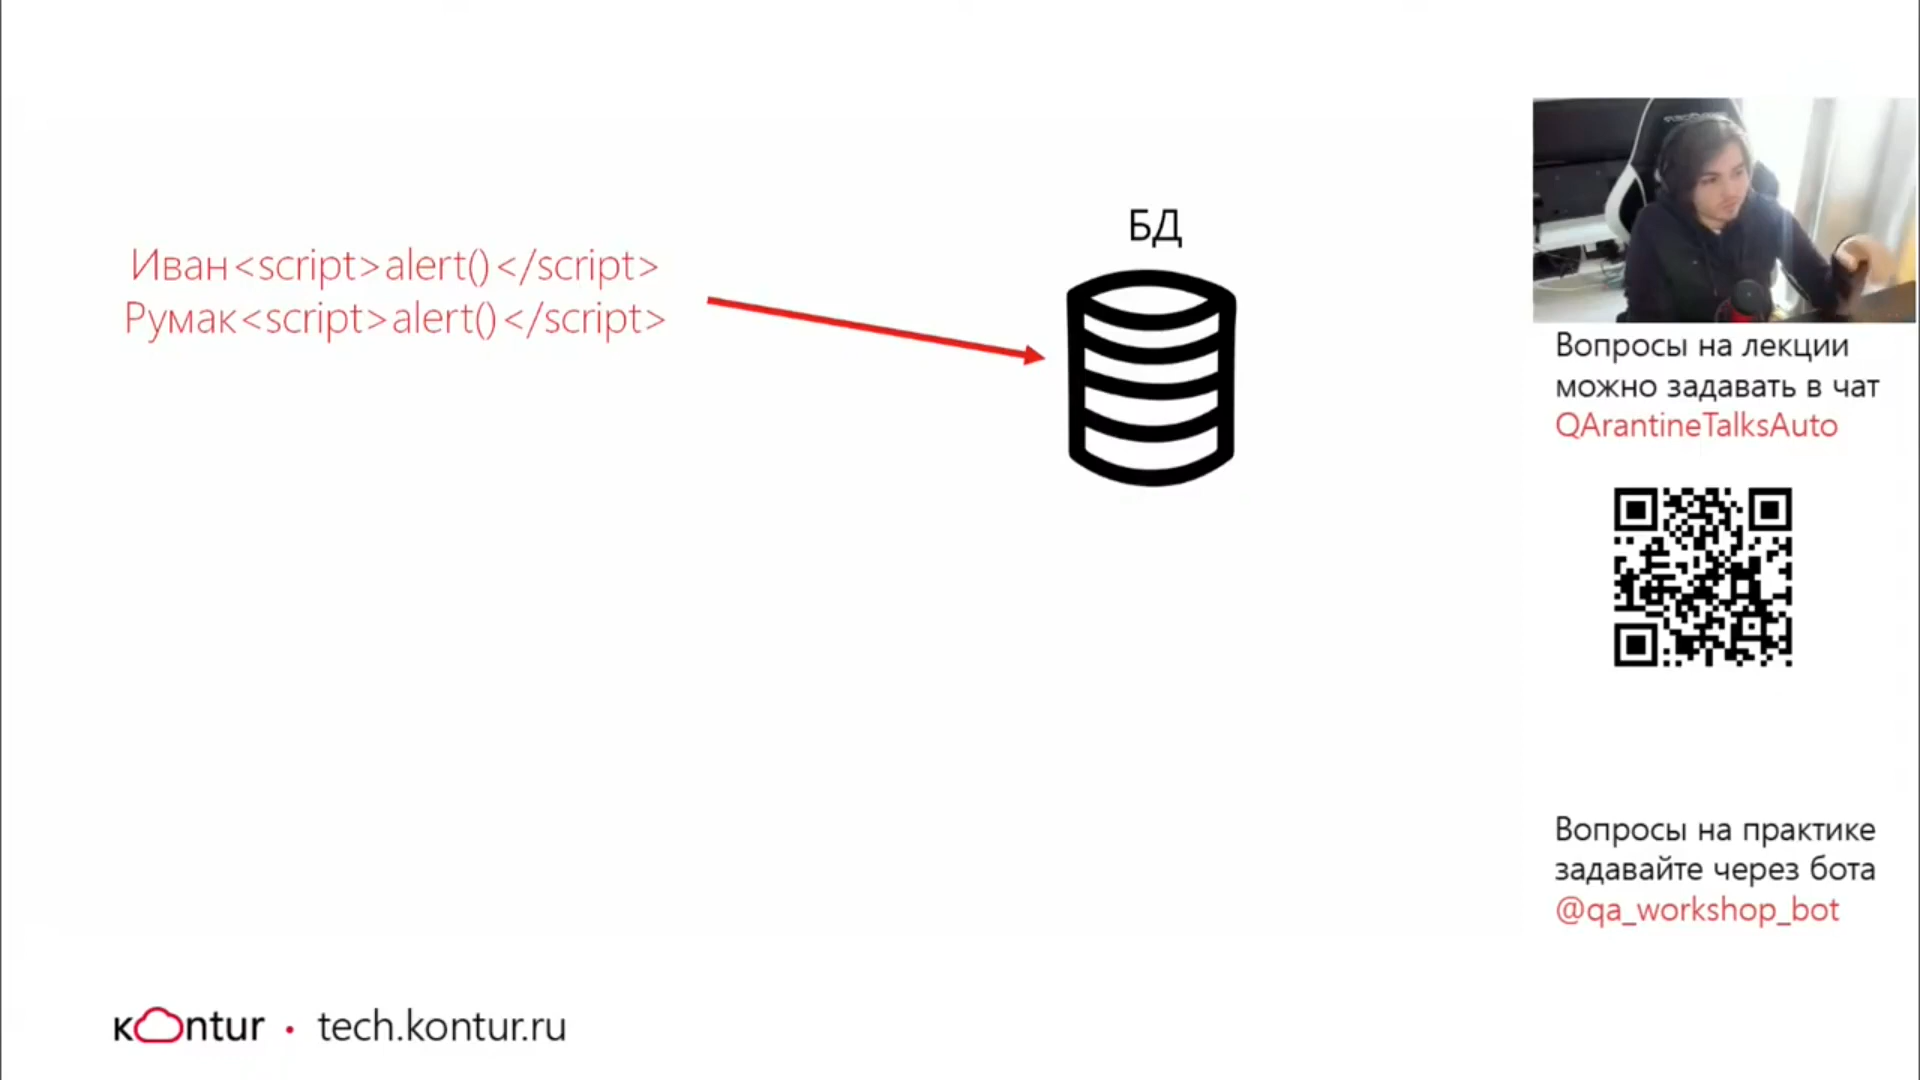 Иван<script>alert()</script>
Румак<script>alert()</script>
БД
Вопросы на лекции
можно задавать в чат
QArantineTalksAuto
Вопросы на практике
задавайте через бота
@qa_workshop_bot
контur • tech.kontur.ru